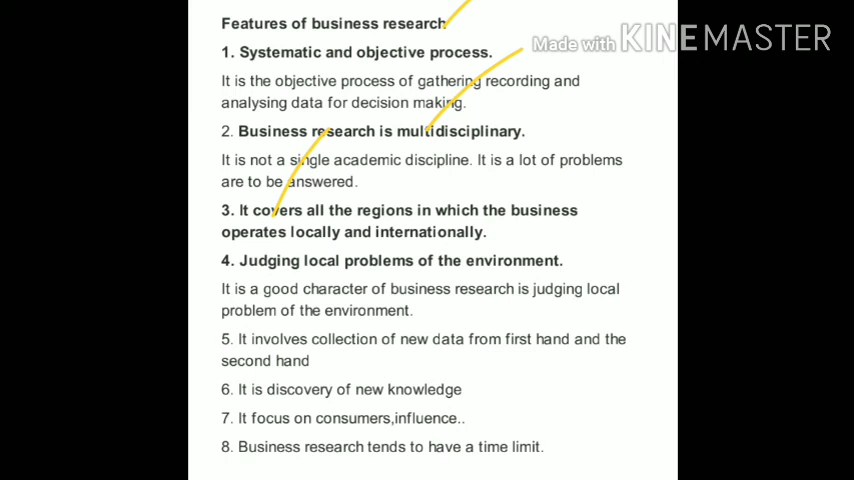 Features of business research
Made with KINEMASTER
1. Systematic and objective process.
It is the objective process of gathering recording and
analysing data for decision making.
2. Business research is multidisciplinary.
It is not a single academic discipline. It is a lot of problems
are to be answered.
3. It covers all the regions in which the business
operates locally and internationally.
4. Judging local problems of the environment.
It is a good character of business research is judging local
problem of the environment.
5. It involves collection of new data from first hand and the
second hand
6. It is discovery of new knowledge
7. It focus on consumers,influence..
8. Business research tends to have a time limit.